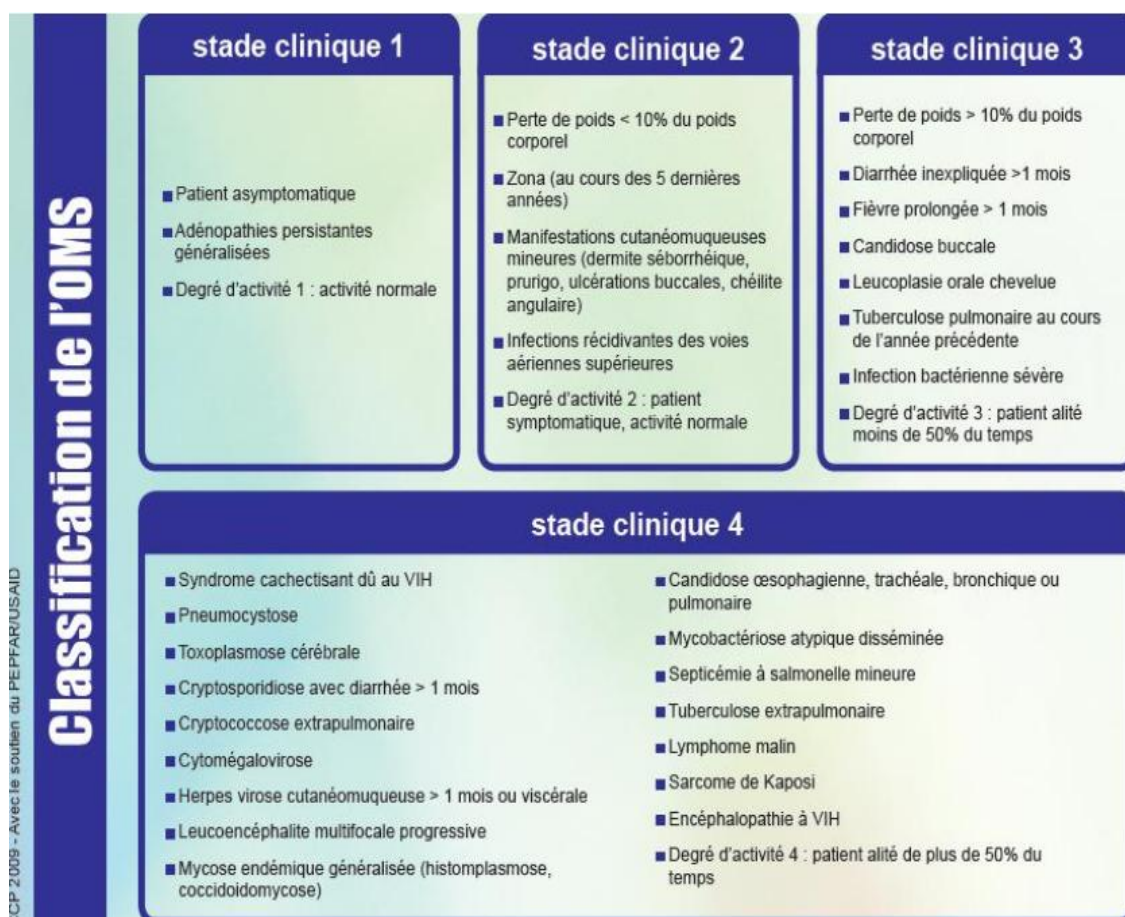 Classification de l'OMS
CCP 2009 - Avec le soutien du PEPFAR/USAID
stade clinique 1
Patient asymptomatique
Adénopathies persistantes
généralisées
Degré d'activité 1 : activité normale
stade clinique 2
Perte de poids < 10% du poids
corporel
Zona (au cours des 5 dernières
années)
Manifestations cutanéomuqueuses
mineures (dermite séborrhéique,
prurigo, ulcérations buccales, chéilite
angulaire)
Infections récidivantes des voies
aériennes supérieures
Degré d'activité 2 : patient
symptomatique, activité normale
stade clinique 3
Perte de poids > 10% du poids
corporel
Diarrhée inexpliquée >1 mois
Fièvre prolongée > 1 mois
Candidose buccale
Leucoplasie orale chevelue
Tuberculose pulmonaire au cours
de l'année précédente
Infection bactérienne sévère
Degré d'activité 3 : patient alité
moins de 50% du temps
stade clinique 4
Syndrome cachectisant dû au VIH
Pneumocystose
Toxoplasmose cérébrale
Cryptosporidiose avec diarrhée > 1 mois
Cryptococcose extrapulmonaire
Cytomégalovirose
Herpes virose cutanéomuqueuse > 1 mois ou viscérale
Leucoencéphalite multifocale progressive
Mycose endémique généralisée (histomplasmose,
coccidoidomycose)
Candidose œsophagienne, trachéale, bronchique ou
pulmonaire
Mycobactériose atypique disséminée
Septicémie à salmonelle mineure
Tuberculose extrapulmonaire
Lymphome malin
Sarcome de Kaposi
Encéphalopathie à VIH
Degré d'activité 4 : patient alité de plus de 50% du
temps